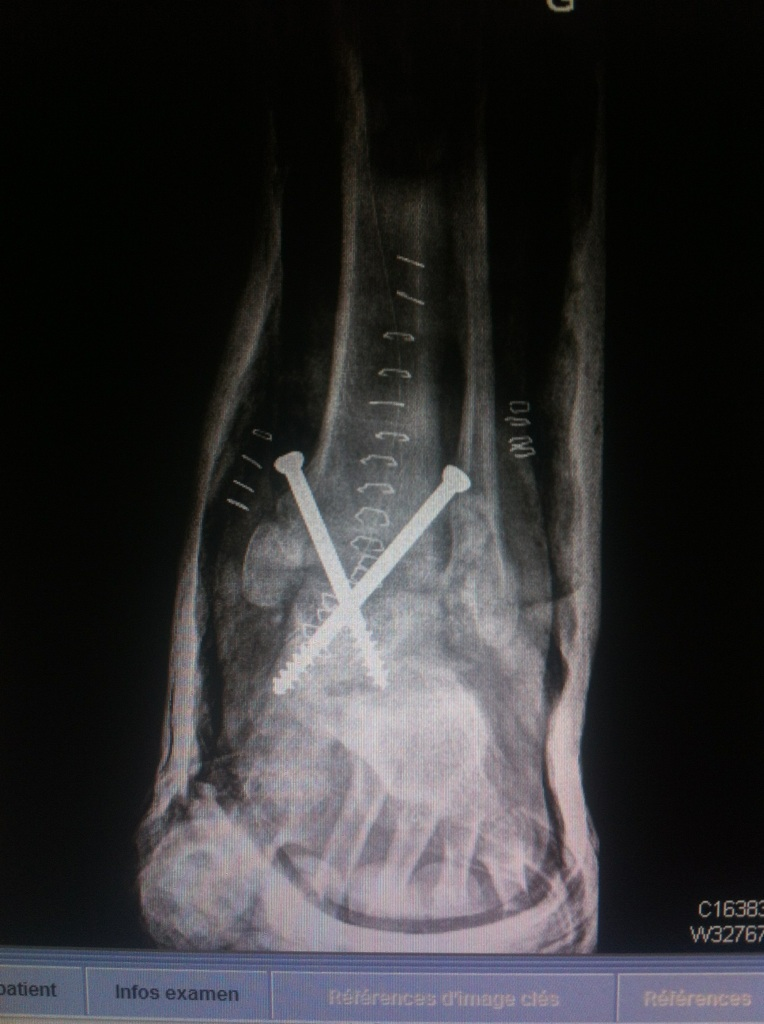 G
C16383
W32767
patient
Infos examen
Références d'image clés
Références